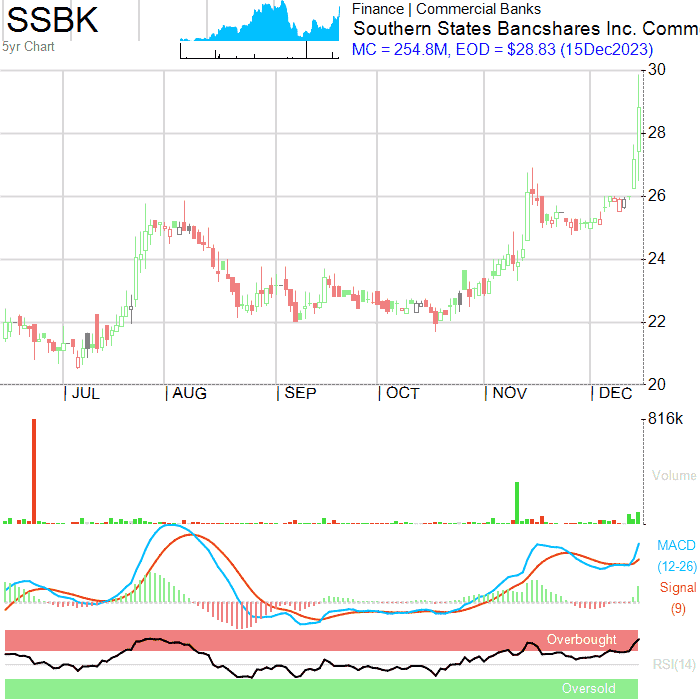 SSBK
5yr Chart
Finance | Commercial Banks
Southern States Bancshares Inc. Comm
MC = 254.8M, EOD = $28.83 (15Dec2023)
30
28
26
24
22
20
JUL AUG SEP OCT NOV DEC
816k
Volume
MACD
(12-26)
Signal
(9)
Overbought
RSI(14)
Oversold